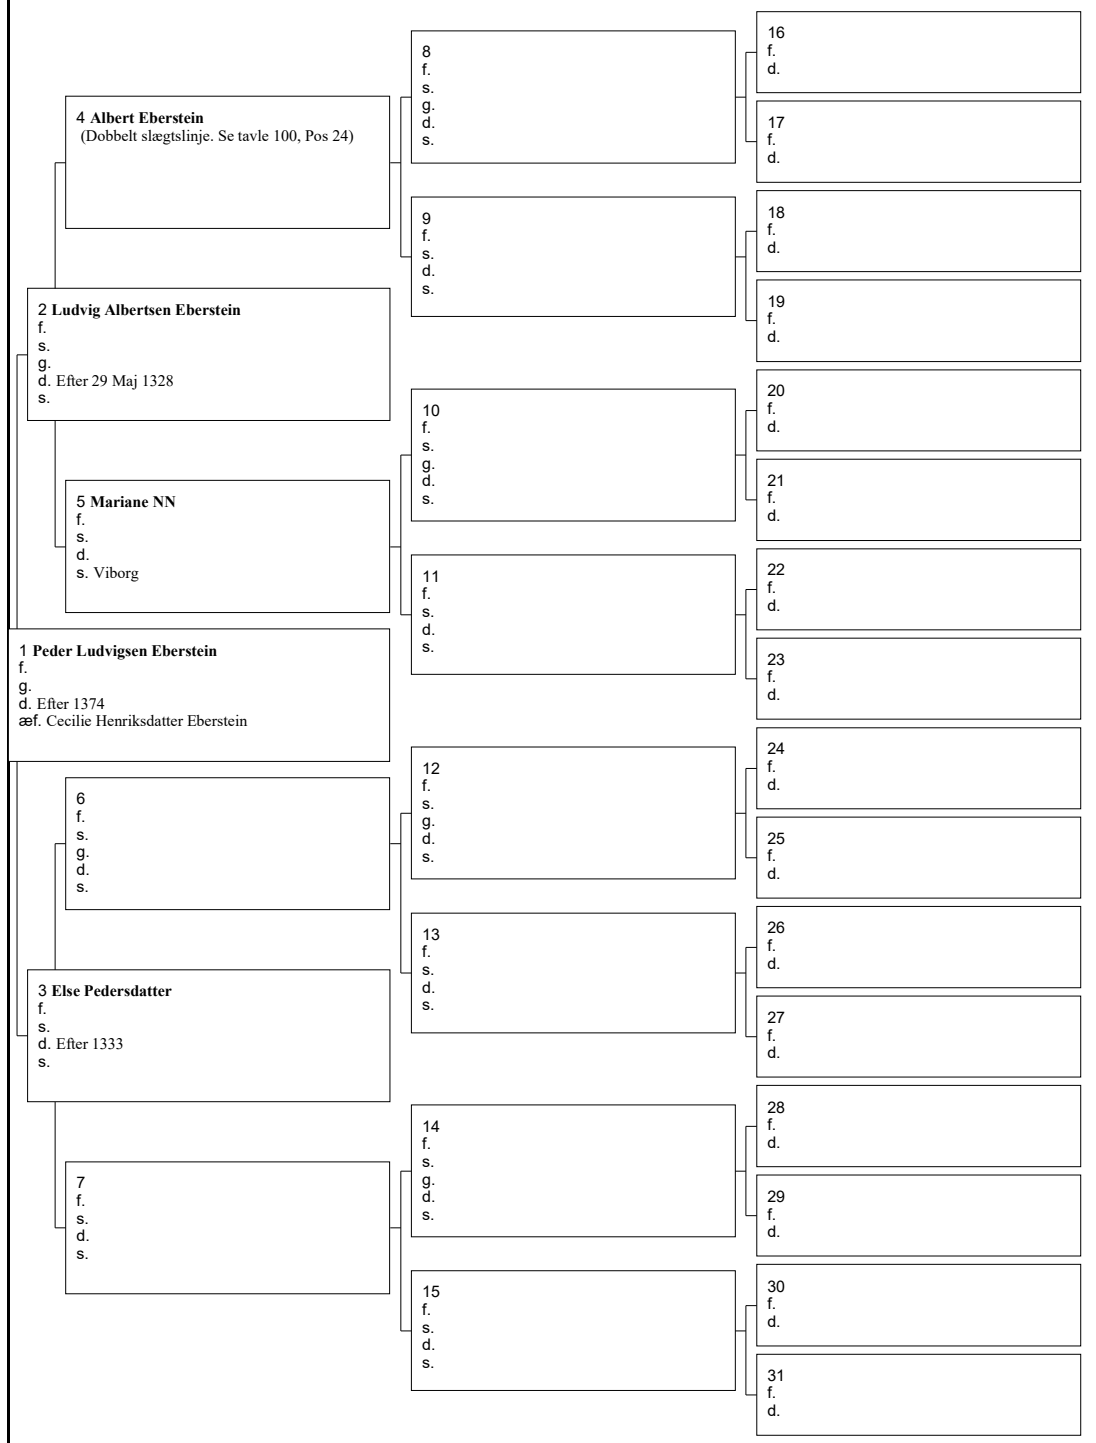 16
f.
d.
8
f.
s.
g.
d.
s.
4 Albert Eberstein
(Dobbelt slægtslinje. Se tavle 100, Pos 24)
17
f.
d.
18
f.
d.
9
f.
s.
d.
s.
19
f.
d.
2 Ludvig Albertsen Eberstein
f.
s.
g.
d. Efter 29 Maj 1328
s.
20
f.
d.
10
f.
s.
g.
d.
s.
21
f.
d.
5 Mariane NN
f.
s.
d.
s. Viborg
22
f.
d.
11
f.
s.
d.
s.
23
f.
d.
1 Peder Ludvigsen Eberstein
f.
g.
d. Efter 1374
æf. Cecilie Henriksdatter Eberstein
24
f.
d.
12
f.
s.
g.
d.
s.
6
f.
s.
g.
d.
s.
25
f.
d.
26
f.
d.
13
f.
s.
d.
s.
3 Else Pedersdatter
f.
s.
d. Efter 1333
s.
27
f.
d.
28
f.
d.
14
f.
s.
g.
d.
s.
7
f.
s.
d.
s.
29
f.
d.
30
f.
d.
15
f.
s.
d.
s.
31
f.
d.